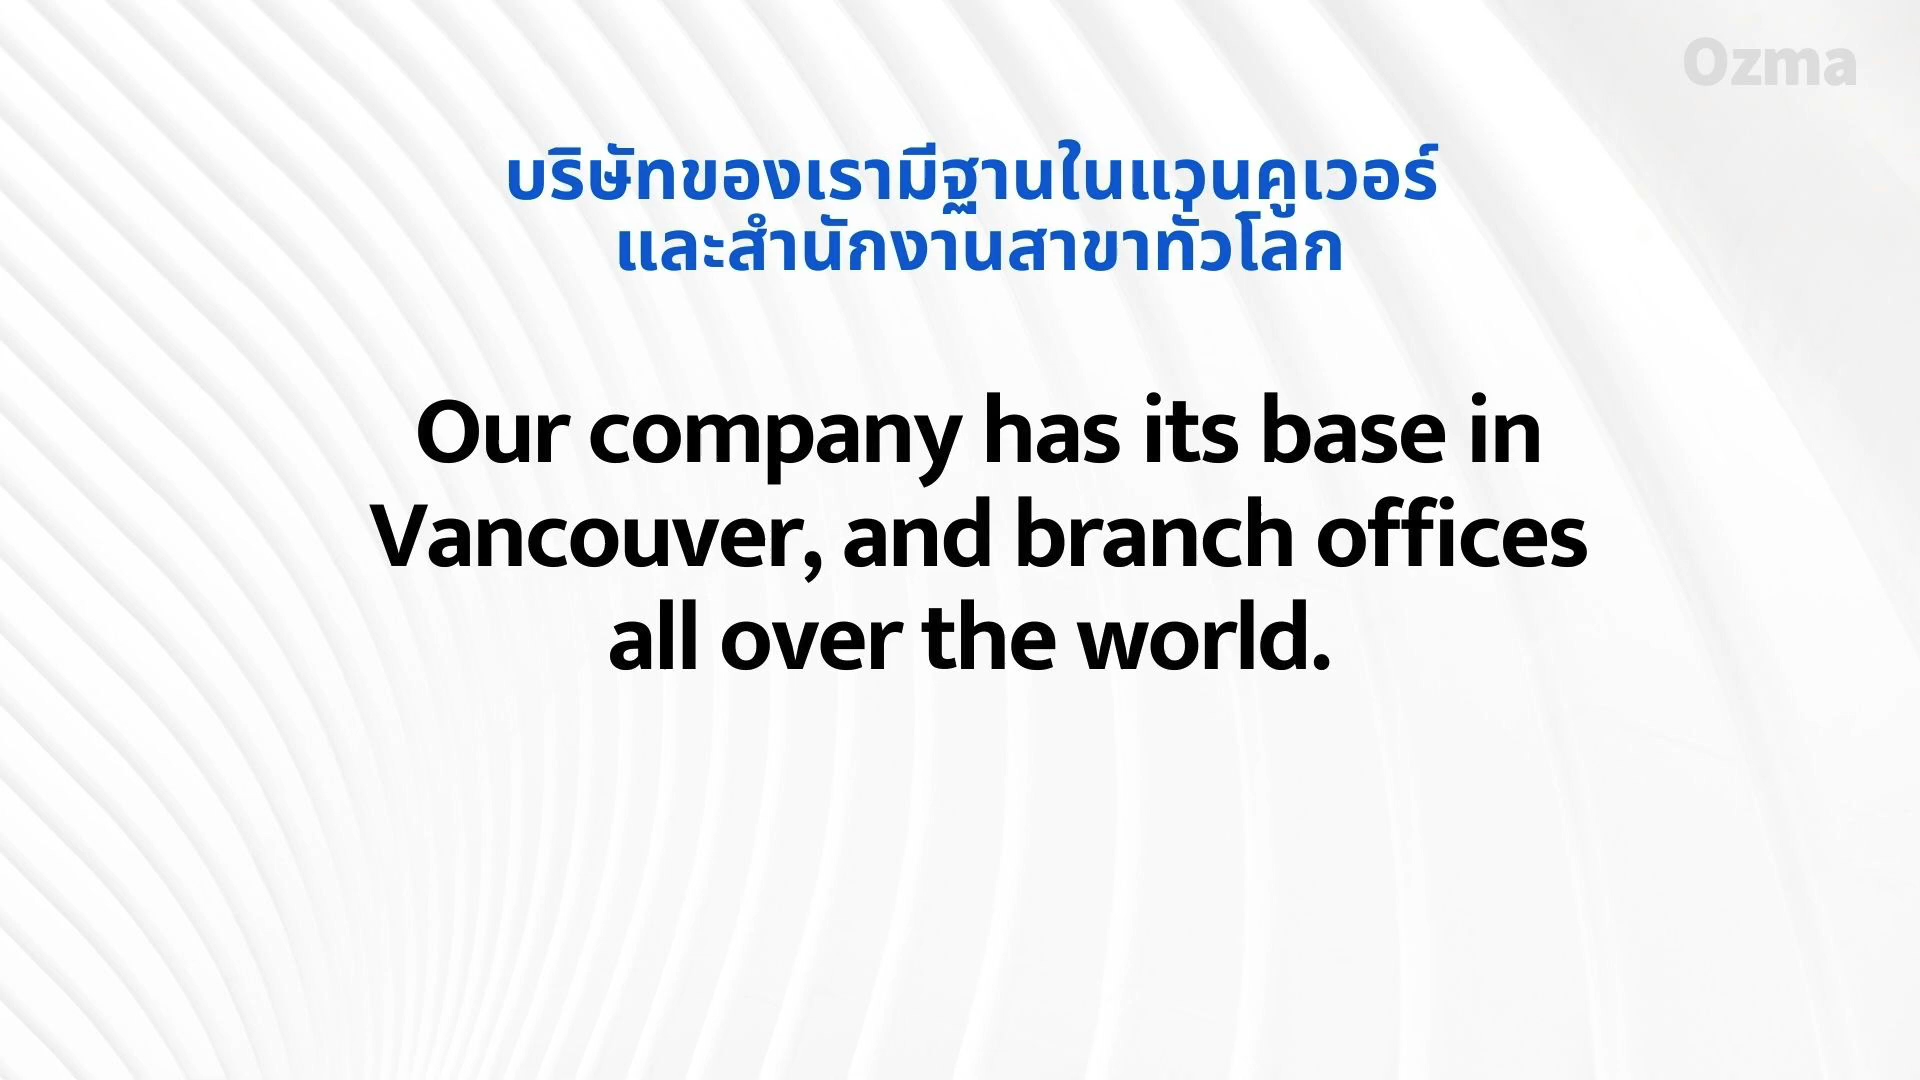 Ozma
บริษัทของเรามีฐานในแวนคูเวอร์
และสำนักงานสาขาทั่วโลก
Our company has its base in
Vancouver, and branch offices
all over the world.